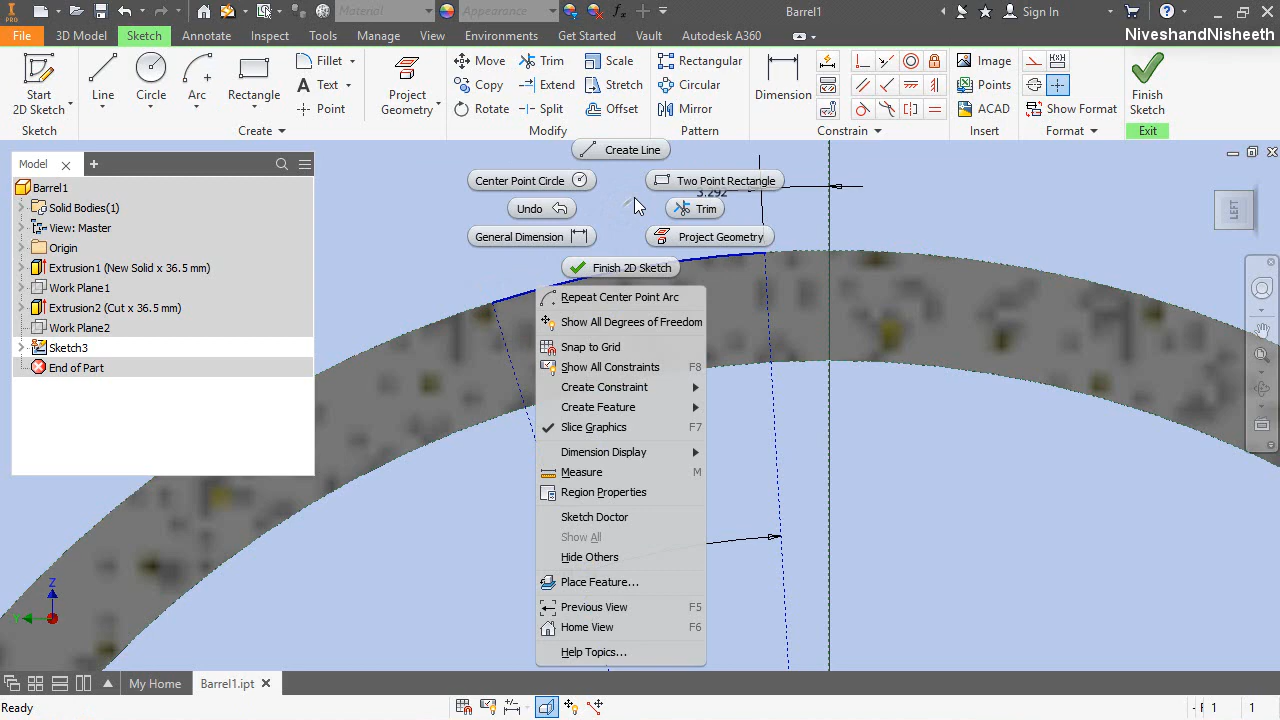 PRO
Material
Appearance
Barrel1
Sign In
File
3D Model
Sketch
Annotate
Inspect
Tools
Manage
View
Environments
Get Started
Vault
Autodesk A360
NiveshandNisheeth
Start
2D Sketch
Line
Circle
Arc
Rectangle
Fillet
Text
Point
Project
Geometry
Move
Copy
Rotate
Trim
Extend
Split
Scale
Stretch
Offset
Rectangular
Circular
Mirror
Dimension
Image
Points
ACAD
Show Format
Finish
Sketch
Sketch
Create
Modify
Pattern
Constrain
Insert
Format
Exit
Model
Barrel1
Solid Bodies(1)
View: Master
Origin
Extrusion1 (New Solid x 36.5 mm)
Work Plane1
Extrusion2 (Cut x 36.5 mm)
Work Plane2
Sketch3
End of Part
Create Line
Center Point Circle
Two Point Rectangle
3.292
Undo
Trim
General Dimension
Project Geometry
Finish 2D Sketch
Repeat Center Point Arc
Show All Degrees of Freedom
Snap to Grid
Show All Constraints F8
Create Constraint
Create Feature
Slice Graphics F7
Dimension Display
Measure M
Region Properties
Sketch Doctor
Show All
Hide Others
Place Feature...
Previous View F5
Home View F6
Help Topics...
LEFT
Z
Y
My Home
Barrel1.ipt
Ready
1
1